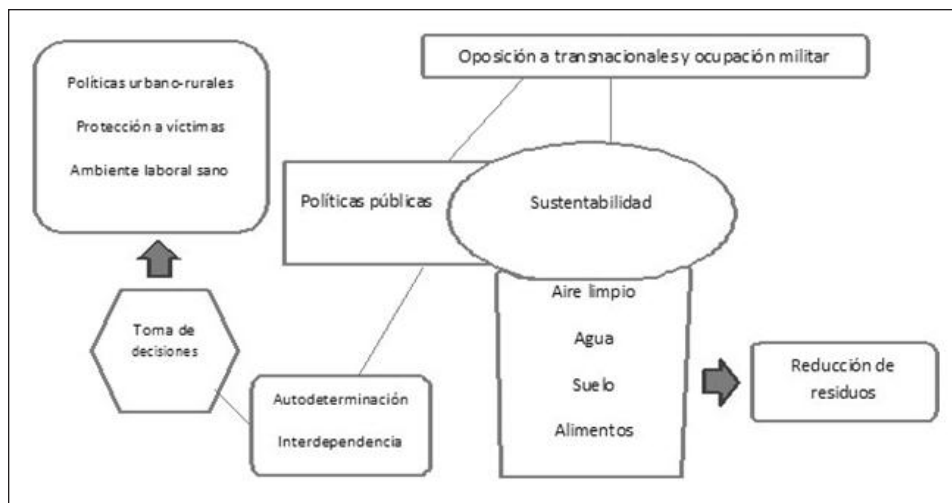 Oposición a transnacionales y ocupación militar
Políticas urbano-rurales
Protección a víctimas
Ambiente laboral sano
Políticas públicas
Sustentabilidad
Aire limpio
Agua
Suelo
Alimentos
Toma de
decisiones
Autodeterminación
Interdependencia
Reducción de
residuos